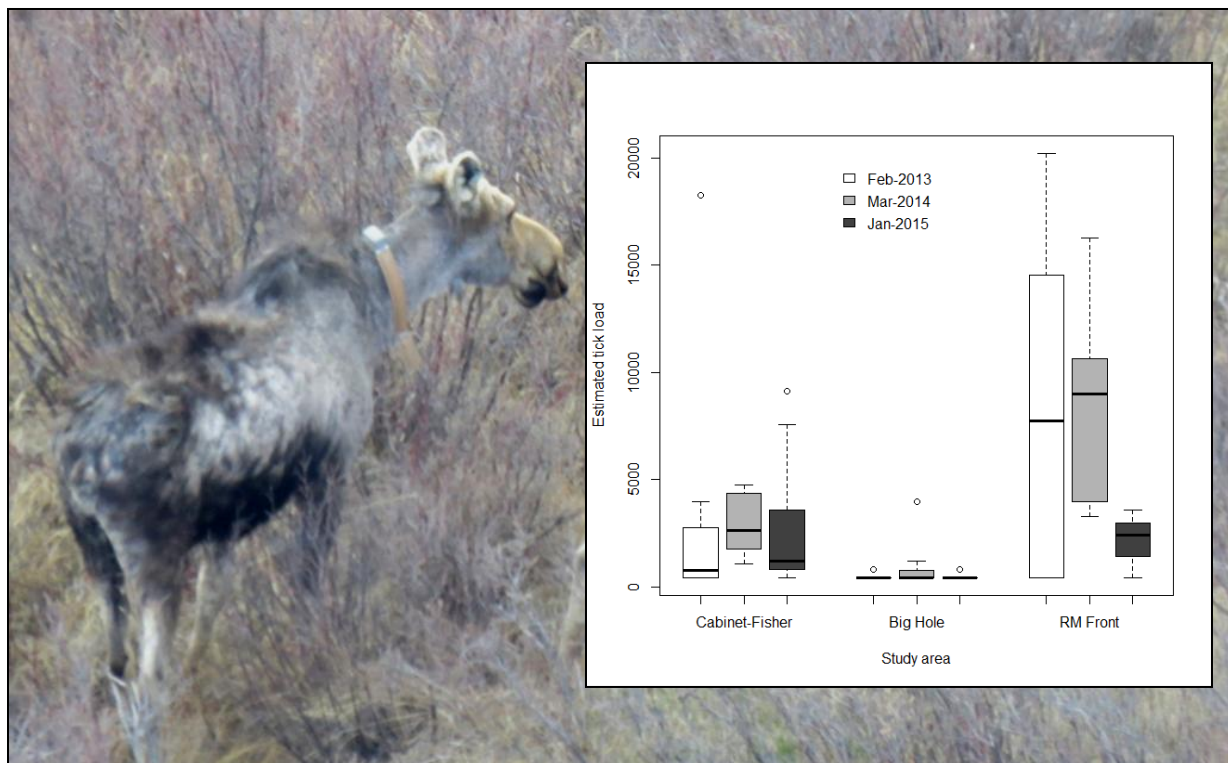 Feb-2013
Mar-2014
Jan-2015
Estimated tick load
20000
15000
10000
5000
0
Cabinet-Fisher
Big Hole
RM Front
Study area